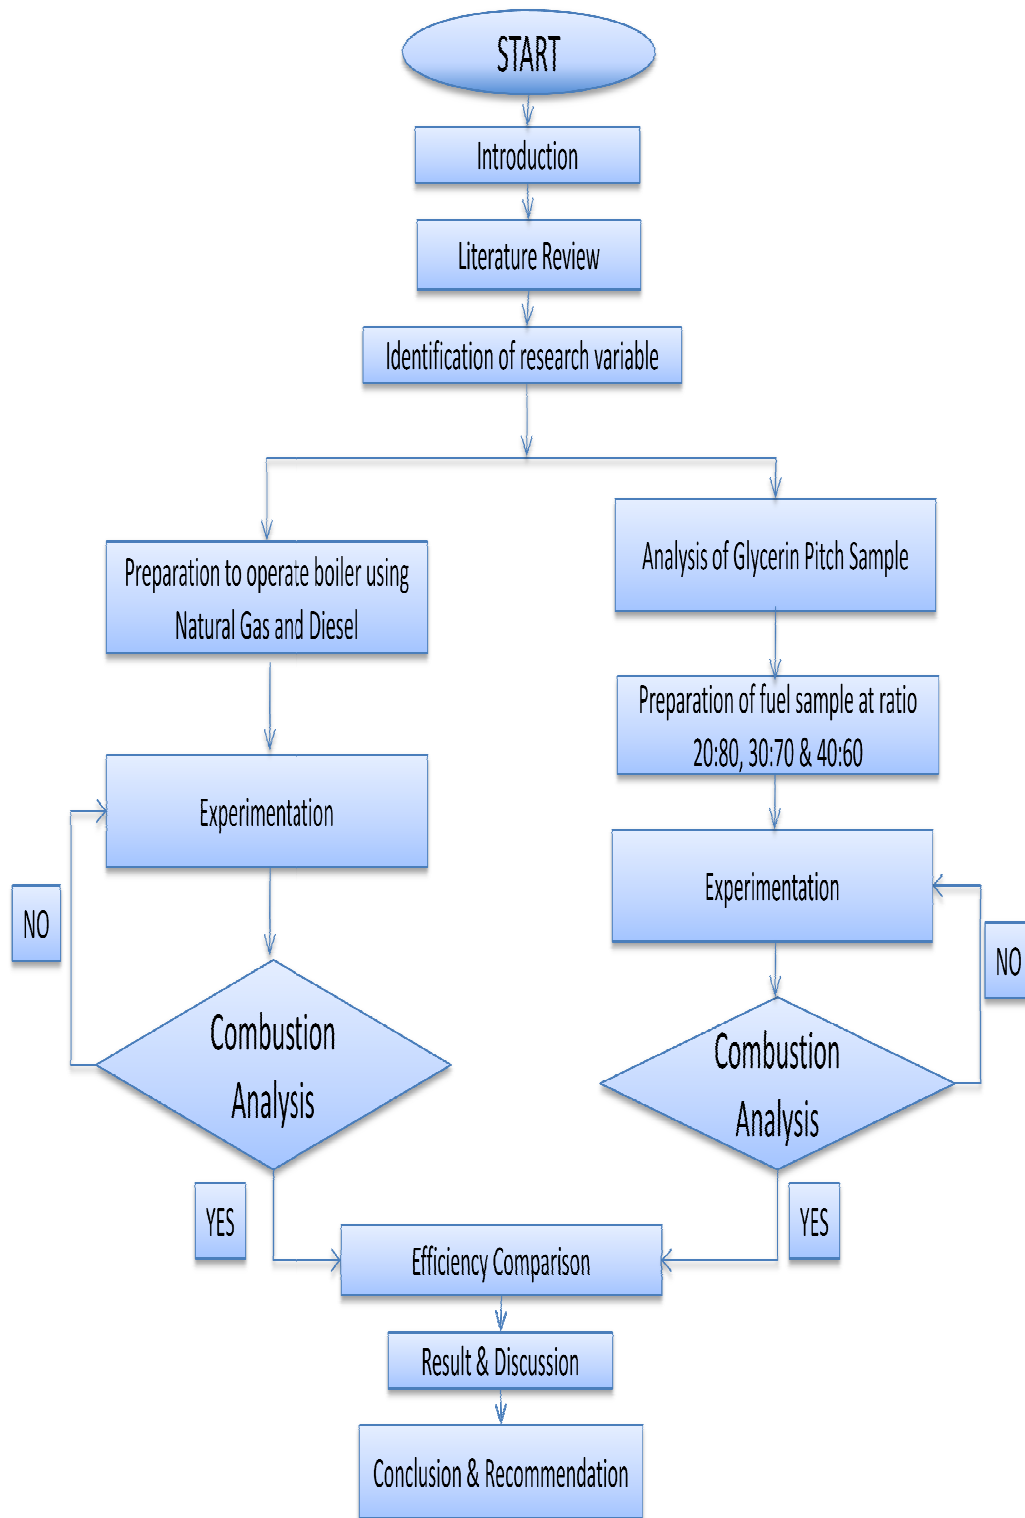 START
Introduction
Literature Review
Identification of research variable
Preparation to operate boiler using
Natural Gas and Diesel
Experimentation
NO
Combustion
Analysis
YES
Analysis of Glycerin Pitch Sample
Preparation of fuel sample at ratio
20:80, 30:70 & 40:60
Experimentation
NO
Combustion
Analysis
YES
Efficiency Comparison
Result & Discussion
Conclusion & Recommendation